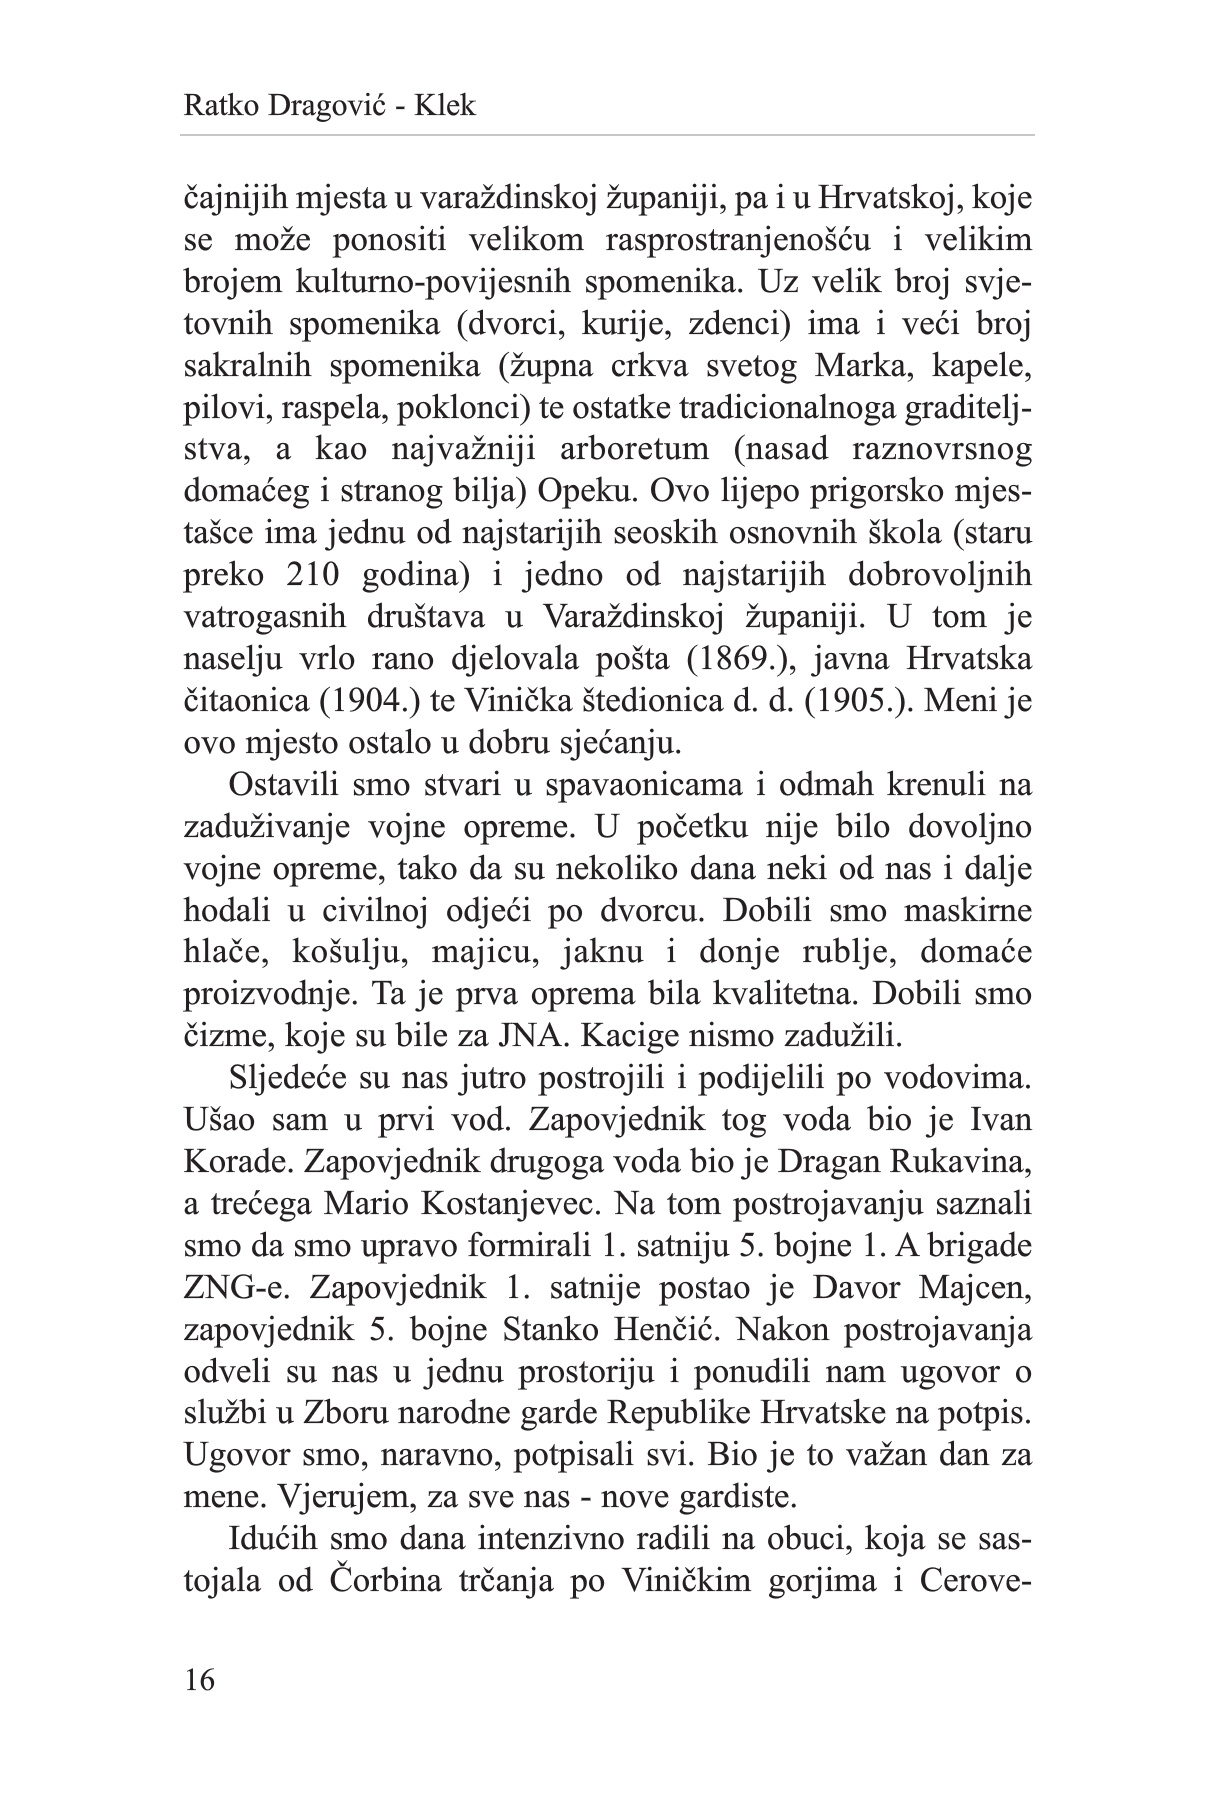 Ratko Dragović - Klek
čajnijih mjesta u varaždinskoj županiji, pa i u Hrvatskoj, koje
se može ponositi velikom rasprostranjenošću i velikim
brojem kulturno-povijesnih spomenika. Uz velik broj svje-
tovnih spomenika (dvorci, kurije, zdenci) ima i veći broj
sakralnih spomenika (župna crkva svetog Marka, kapele,
pilovi, raspela, poklonci) te ostatke tradicionalnoga graditelj-
stva, a kao najvažniji arboretum (nasad raznovrsnog
domaćeg i stranog bilja) Opeku. Ovo lijepo prigorsko mjes-
tašce ima jednu od najstarijih seoskih osnovnih škola (staru
preko 210 godina) i jedno od najstarijih dobrovoljnih
vatrogasnih društava u Varaždinskoj županiji. U tom je
naselju vrlo rano djelovala pošta (1869.), javna Hrvatska
čitaonica (1904.) te Vinička štedionica d. d. (1905.). Meni je
ovo mjesto ostalo u dobru sjećanju.
Ostavili smo stvari u spavaonicama i odmah krenuli na
zaduživanje vojne opreme. U početku nije bilo dovoljno
vojne opreme, tako da su nekoliko dana neki od nas i dalje
hodali u civilnoj odjeći po dvorcu. Dobili smo maskirne
hlače, košulju, majicu, jaknu i donje rublje, domaće
proizvodnje. Ta je prva oprema bila kvalitetna. Dobili smo
čizme, koje su bile za JNA. Kacige nismo zadužili.
Sljedeće su nas jutro postrojili i podijelili po vodovima.
Ušao sam u prvi vod. Zapovjednik tog voda bio je Ivan
Korade. Zapovjednik drugoga voda bio je Dragan Rukavina,
a trećega Mario Kostanjevec. Na tom postrojavanju saznali
smo da smo upravo formirali 1. satniju 5. bojne 1. A brigade
ZNG-e. Zapovjednik 1. satnije postao je Davor Majcen,
zapovjednik 5. bojne Stanko Henčić. Nakon postrojavanja
odveli su nas u jednu prostoriju i ponudili nam ugovor o
službi u Zboru narodne garde Republike Hrvatske na potpis.
Ugovor smo, naravno, potpisali svi. Bio je to važan dan za
mene. Vjerujem, za sve nas - nove gardiste.
Idućih smo dana intenzivno radili na obuci, koja se sas-
tojala od Čorbina trčanja po Viničkim gorjima i Cerove-
16